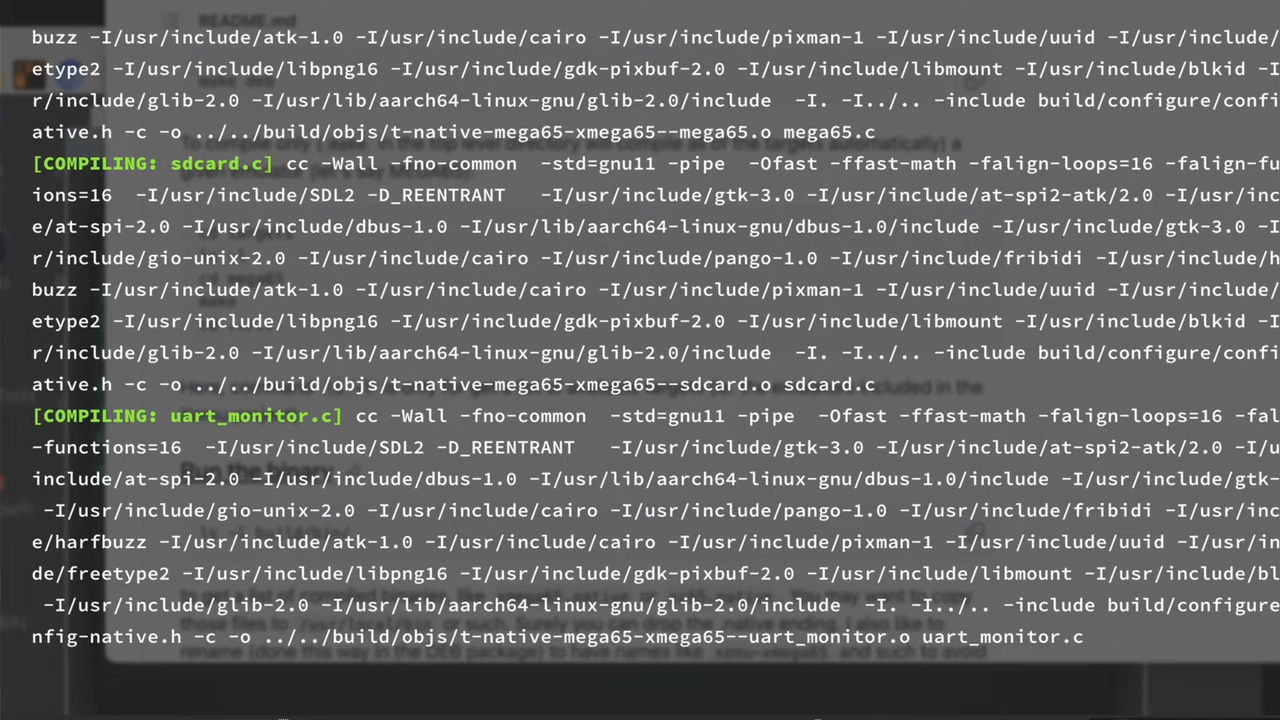 README.md
buzz -I/usr/include/atk-1.0 -I/usr/include/cairo -I/usr/include/pixman-1 -I/usr/include/uuid -I/usr/include/
etype2 -I/usr/include/libpng16 -I/usr/include/gdk-pixbuf-2.0 -I/usr/include/libmount -I/usr/include/blkid -I
r/include/glib-2.0 -I/usr/lib/aarch64-linux-gnu/glib-2.0/include  -I. -I../.. -include build/configure/confi
ative.h -c -o ../../build/objs/t-native-mega65-xmega65--mega65.o mega65.c
[COMPILING: sdcard.c] cc -Wall -fno-common  -std=gnu11 -pipe  -Ofast -ffast-math -falign-loops=16 -falign-fu
ions=16  -I/usr/include/SDL2 -D_REENTRANT   -I/usr/include/gtk-3.0 -I/usr/include/at-spi2-atk/2.0 -I/usr/inc
e/at-spi-2.0 -I/usr/include/dbus-1.0 -I/usr/lib/aarch64-linux-gnu/dbus-1.0/include -I/usr/include/gtk-3.0 -I
r/include/gio-unix-2.0 -I/usr/include/cairo -I/usr/include/pango-1.0 -I/usr/include/fribidi -I/usr/include/h
buzz -I/usr/include/atk-1.0 -I/usr/include/cairo -I/usr/include/pixman-1 -I/usr/include/uuid -I/usr/include/
etype2 -I/usr/include/libpng16 -I/usr/include/gdk-pixbuf-2.0 -I/usr/include/libmount -I/usr/include/blkid -I
r/include/glib-2.0 -I/usr/lib/aarch64-linux-gnu/glib-2.0/include  -I. -I../.. -include build/configure/confi
ative.h -c -o ../../build/objs/t-native-mega65-xmega65--sdcard.o sdcard.c
[COMPILING: uart_monitor.c] cc -Wall -fno-common  -std=gnu11 -pipe  -Ofast -ffast-math -falign-loops=16 -fal
-functions=16  -I/usr/include/SDL2 -D_REENTRANT   -I/usr/include/gtk-3.0 -I/usr/include/at-spi2-atk/2.0 -I/u
include/at-spi-2.0 -I/usr/include/dbus-1.0 -I/usr/lib/aarch64-linux-gnu/dbus-1.0/include -I/usr/include/gtk-
-I/usr/include/gio-unix-2.0 -I/usr/include/cairo -I/usr/include/pango-1.0 -I/usr/include/fribidi -I/usr/inc
e/harfbuzz -I/usr/include/atk-1.0 -I/usr/include/cairo -I/usr/include/pixman-1 -I/usr/include/uuid -I/usr/in
de/freetype2 -I/usr/include/libpng16 -I/usr/include/gdk-pixbuf-2.0 -I/usr/include/libmount -I/usr/include/bl
-I/usr/include/glib-2.0 -I/usr/lib/aarch64-linux-gnu/glib-2.0/include  -I. -I../.. -include build/configure
nfig-native.h -c -o ../../build/objs/t-native-mega65-xmega65--uart_monitor.o uart_monitor.c